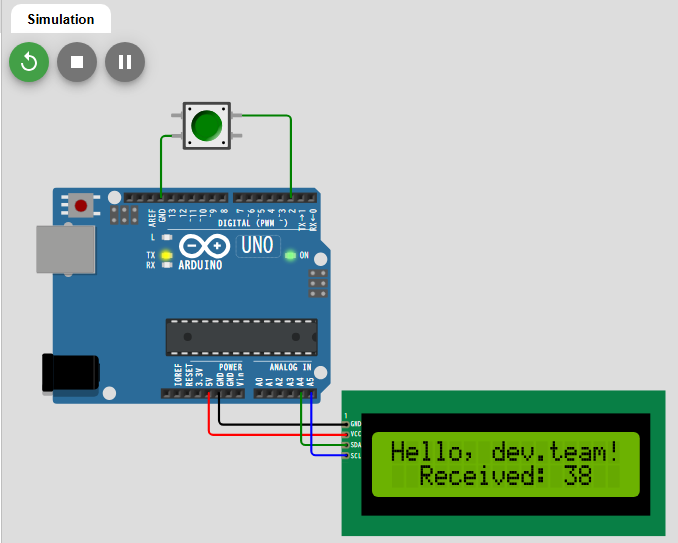 Simulation
AREF
GND
13
12
~11
~10
~9
8
7
~6
~5
4
~3
2
TX→1
RX←0
DIGITAL (PWM ~)
L
TX
RX
UNO
ARDUINO
ON
POWER
ANALOG IN
IOREF
RESET
3.3V
5V
GND
GND
Vin
A0
A1
A2
A3
A4
A5
1
GND
VCC
SDA
SCL
Hello, dev.team!
Received: 38